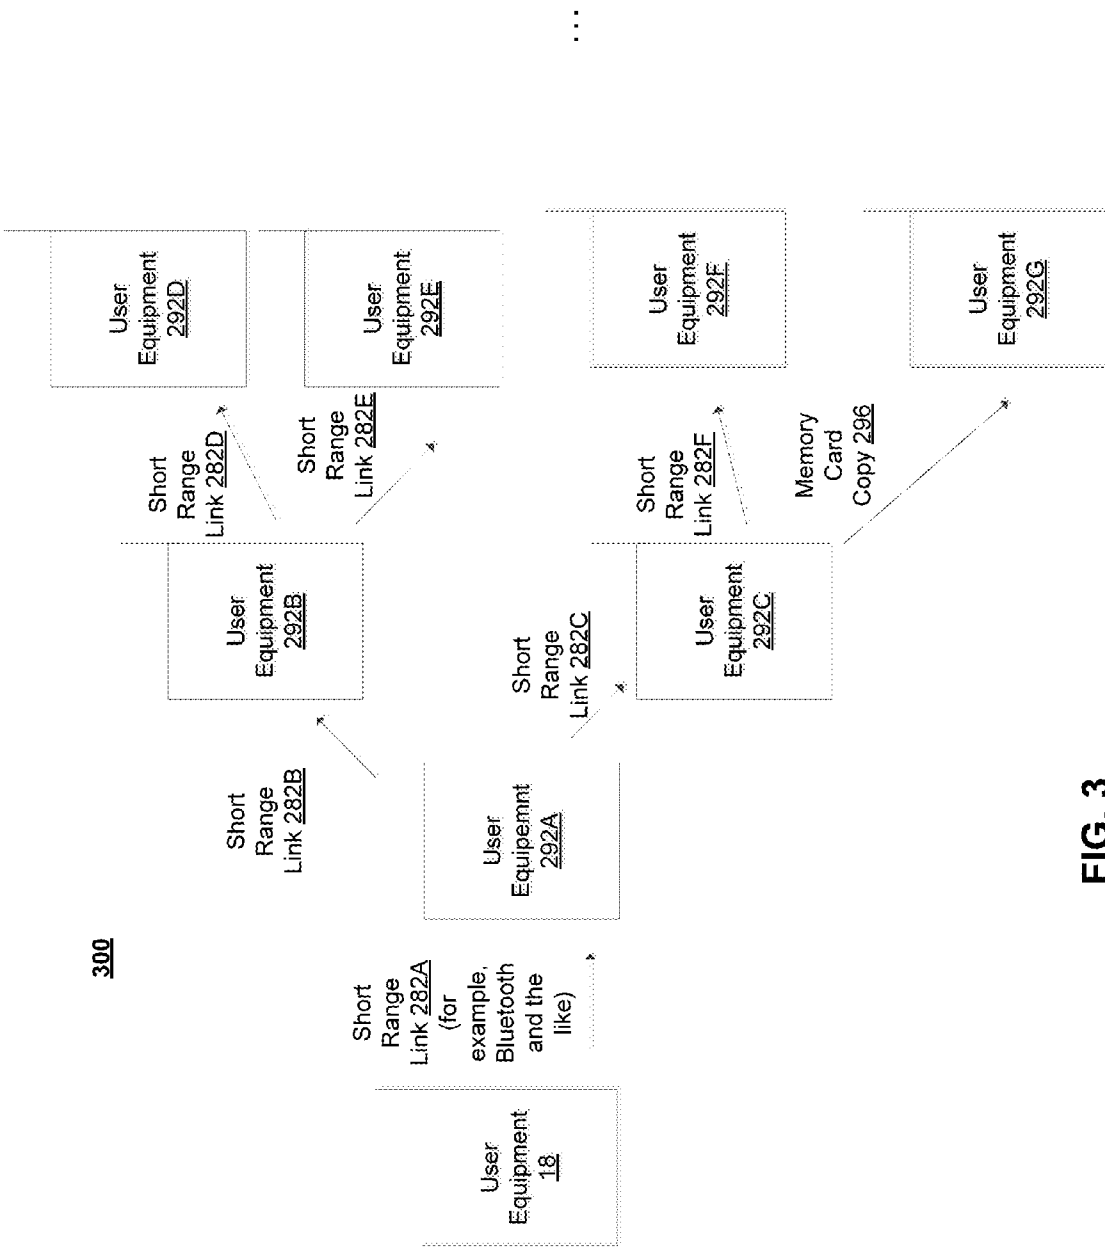 300
User
Equipment
18
Short
Range
Link 282A
(for
example,
Bluetooth
and the
like)
User
Equipemnt
292A
Short
Range
Link 282B
Short
Range
Link 282C
User
Equipment
292B
User
Equipment
292C
Short
Range
Link 282D
Short
Range
Link 282E
Short
Range
Link 282F
Memory
Card
Copy 296
User
Equipment
292D
User
Equipment
292E
User
Equipment
292F
User
Equipment
292G
...
FIG. 3